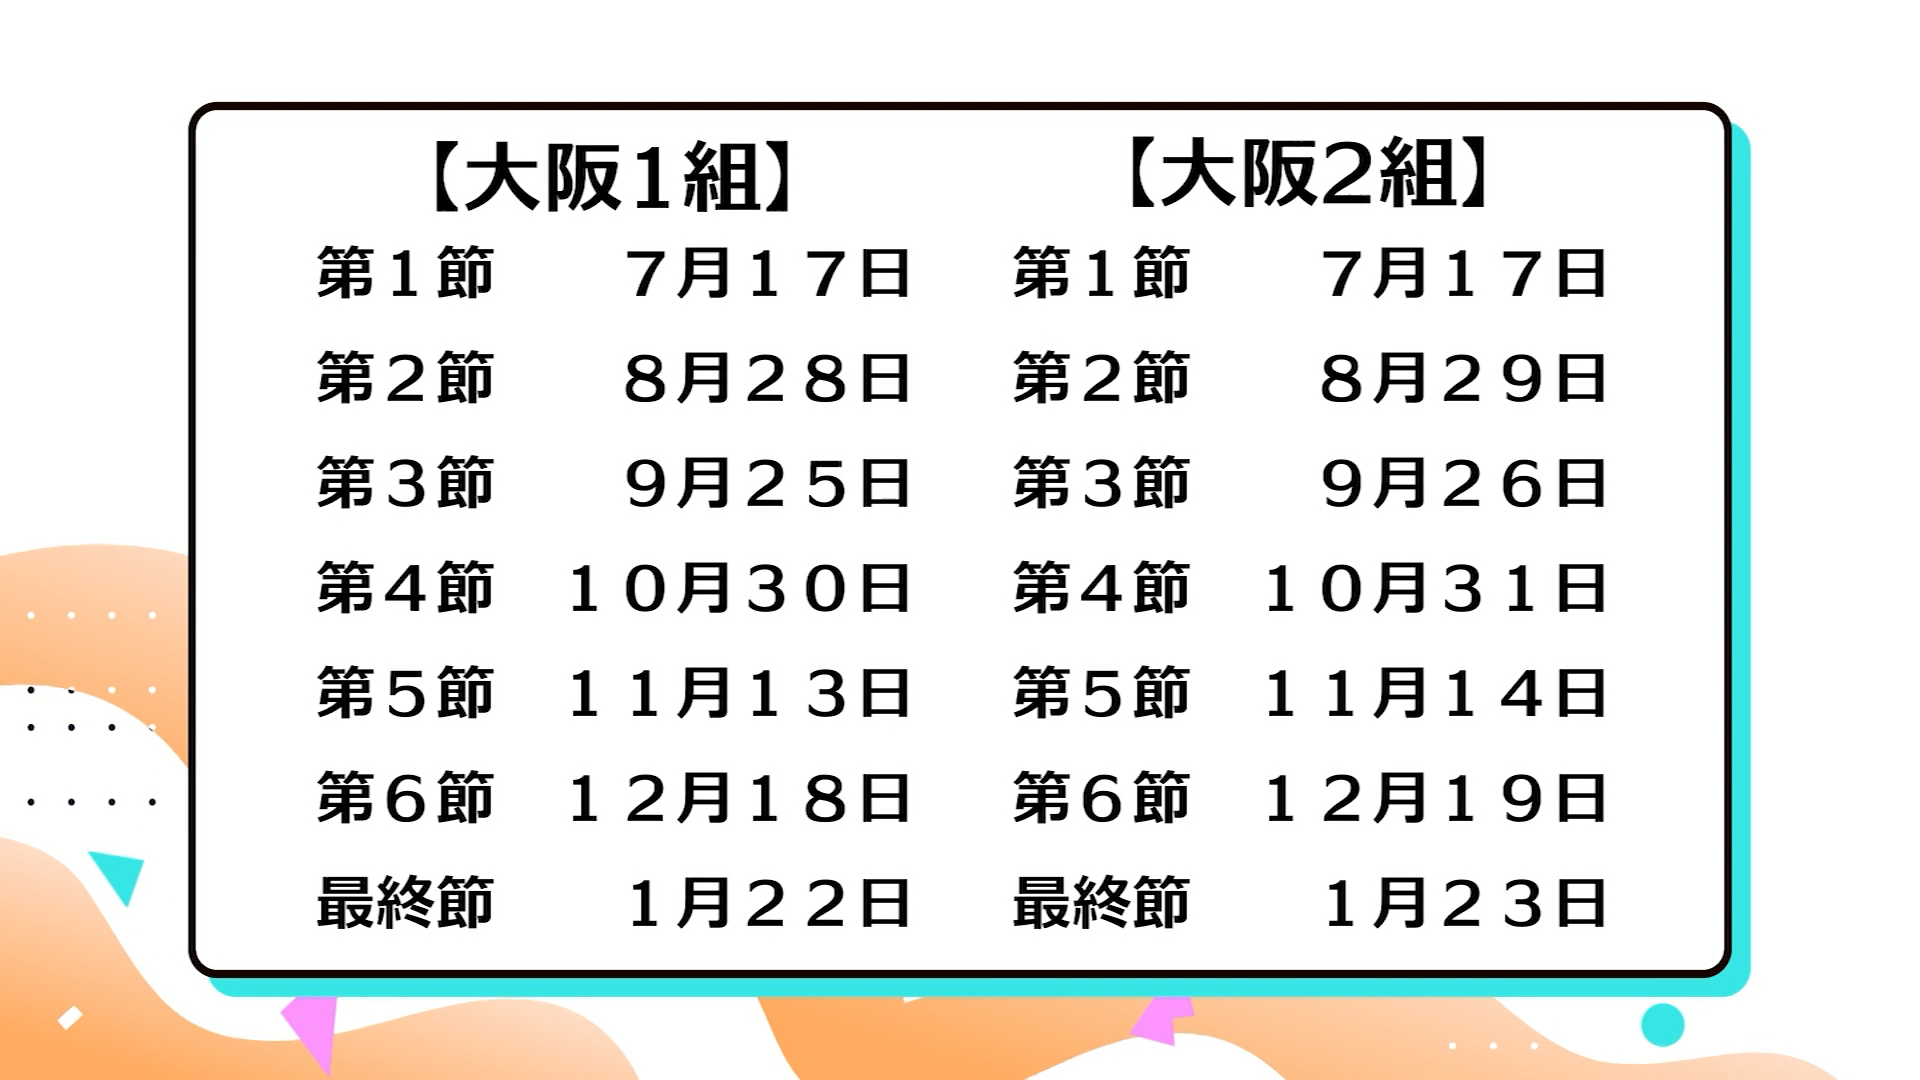 【大阪1組】
第１節　　７月１７日
第２節　　８月２８日
第３節　　９月２５日
第４節　１０月３０日
第５節　１１月１３日
第６節　１２月１８日
最終節　　１月２２日
【大阪2組】
第１節　　７月１７日
第２節　　８月２９日
第３節　　９月２６日
第４節　１０月３１日
第５節　１１月１４日
第６節　１２月１９日
最終節　　１月２３日